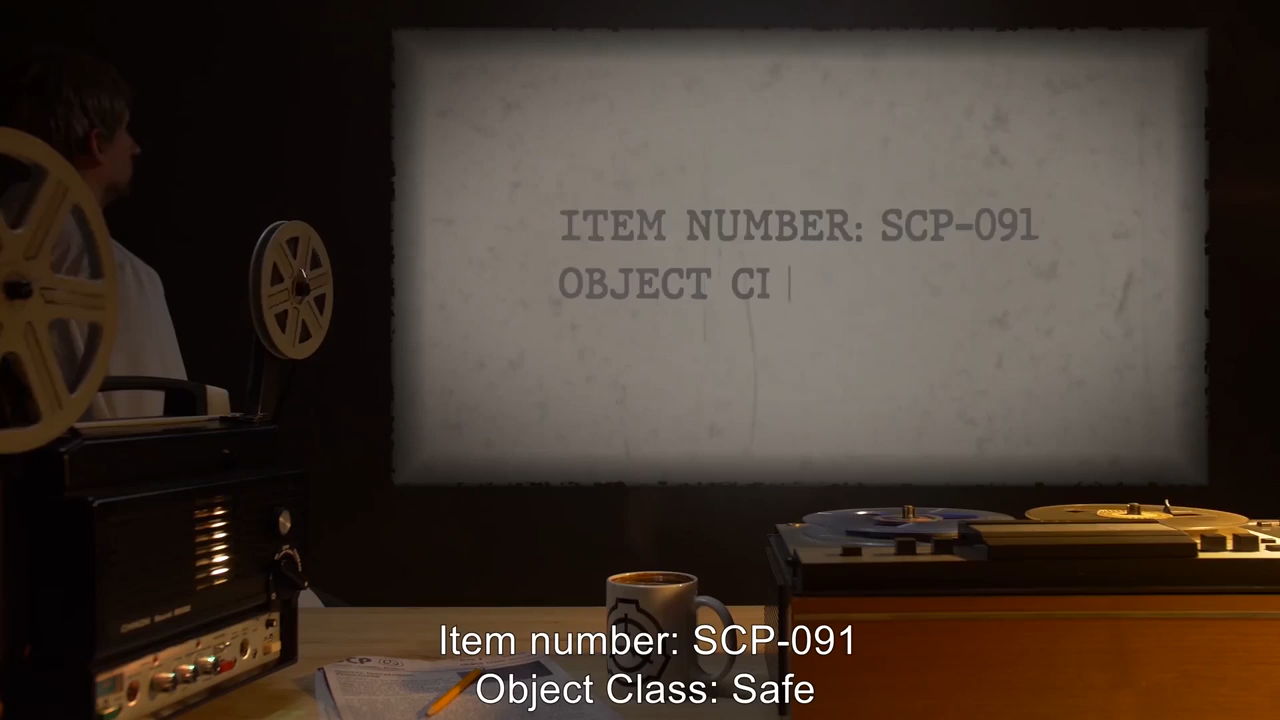 ITEM NUMBER: SCP-091
OBJECT CI
Item number: SCP-091
Object Class: Safe